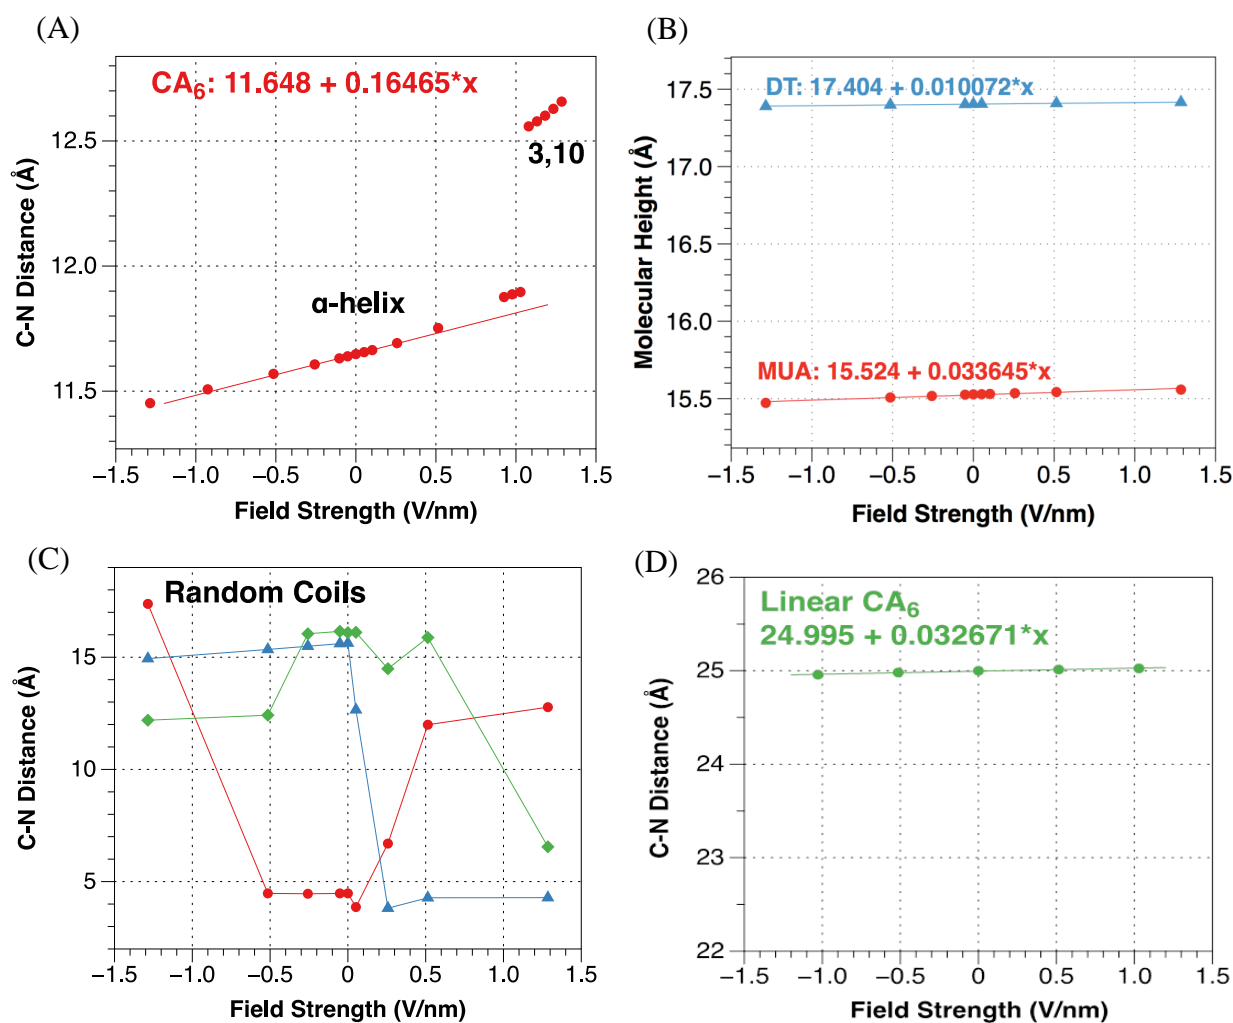 (A)
CA6: 11.648 + 0.16465*x
3,10
α-helix
12.5
12.0
11.5
C-N Distance (Å)
−1.5 −1.0 −0.5 0 0.5 1.0 1.5
Field Strength (V/nm)
(B)
DT: 17.404 + 0.010072*x
MUA: 15.524 + 0.033645*x
17.5
17.0
16.5
16.0
15.5
Molecular Height (Å)
−1.5 −1.0 −0.5 0 0.5 1.0 1.5
Field Strength (V/nm)
(C)
Random Coils
15
10
5
C-N Distance (Å)
−1.5 −1.0 −0.5 0 0.5 1.0 1.5
Field Strength (V/nm)
(D)
Linear CA6
24.995 + 0.032671*x
26
25
24
23
22
C-N Distance (Å)
−1.5 −1.0 −0.5 0 0.5 1.0 1.5
Field Strength (V/nm)